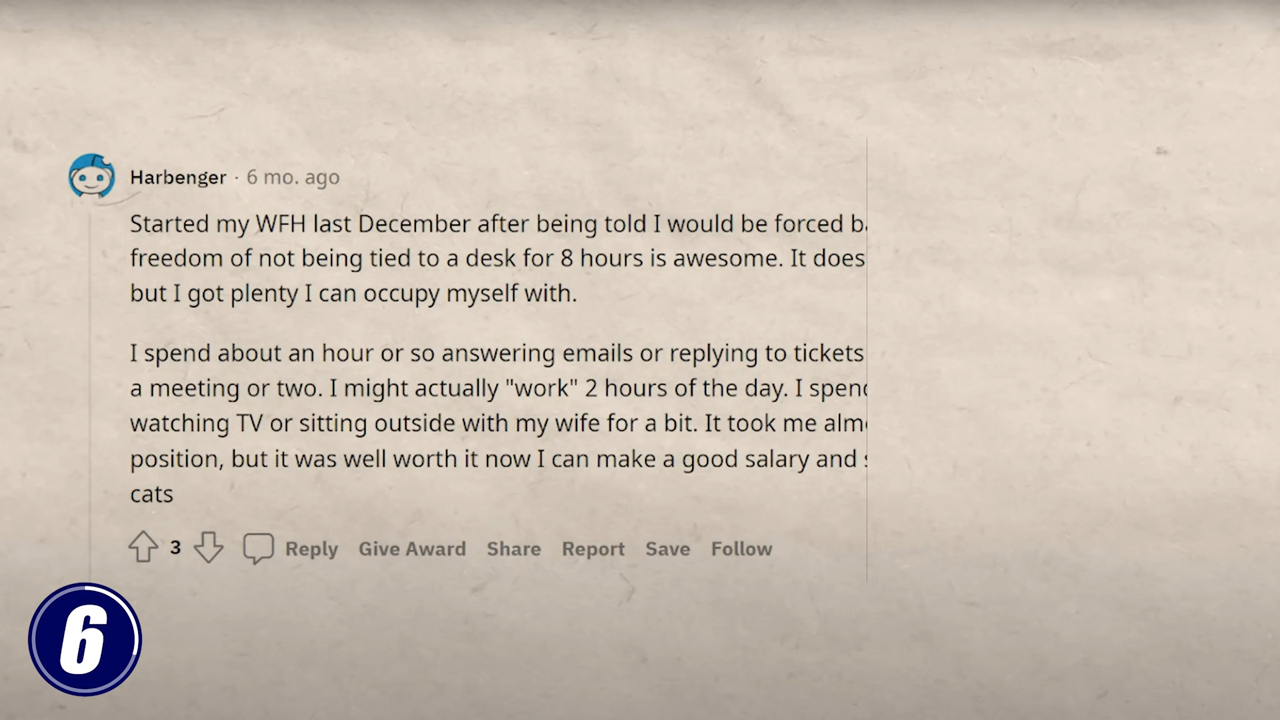 Harbenger · 6 mo. ago
Started my WFH last December after being told I would be forced
freedom of not being tied to a desk for 8 hours is awesome. It does
but I got plenty I can occupy myself with.
I spend about an hour or so answering emails or replying to tickets
a meeting or two. I might actually "work" 2 hours of the day. I
watching TV or sitting outside with my wife for a bit. It took me
position, but it was well worth it now I can make a good salary and
cats
3 Reply Give Award Share Report Save Follow
6